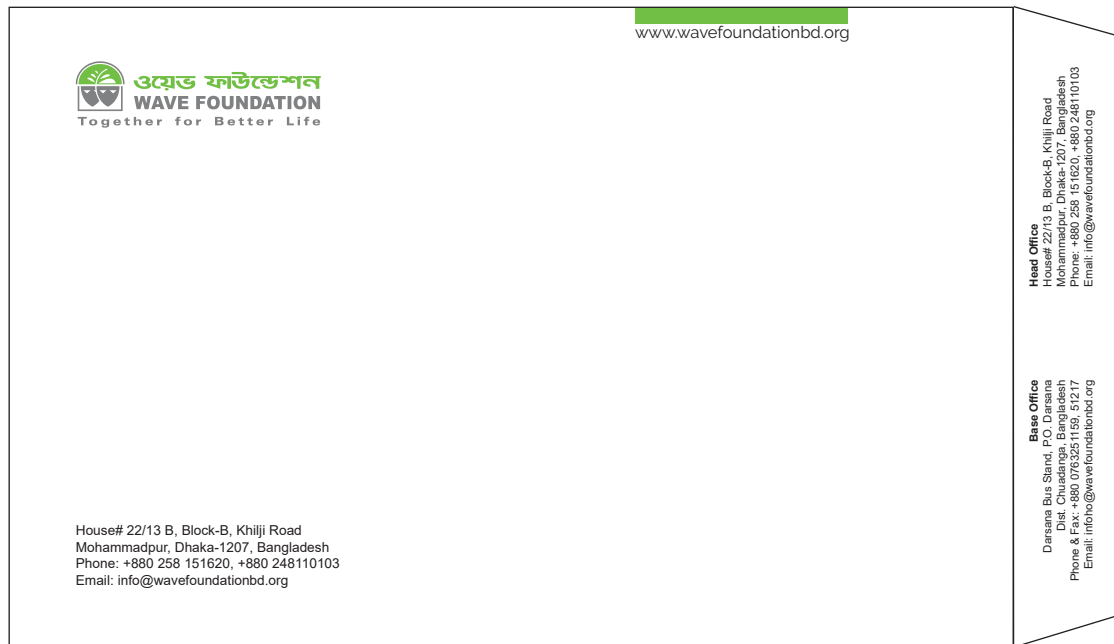 www.wavefoundationbd.org
ওয়েভ ফাউন্ডেশন
WAVE FOUNDATION
Together for Better Life
House# 22/13 B, Block-B, Khilji Road
Mohammadpur, Dhaka-1207, Bangladesh
Phone: +880 258 151620, +880 248110103
Email: info@wavefoundationbd.org
Head Office
House# 22/13 B, Block-B, Khilji Road
Mohammadpur, Dhaka-1207, Bangladesh
Phone: +880 258 151620, +880 248110103
Email: info@wavefoundationbd.org
Base Office
Darsana Bus Stand, P.O. Darsana
Dist. Chuadanga, Bangladesh
Phone & Fax: +880 0763251159, 51217
Email: infoho@wavefoundationbd.org